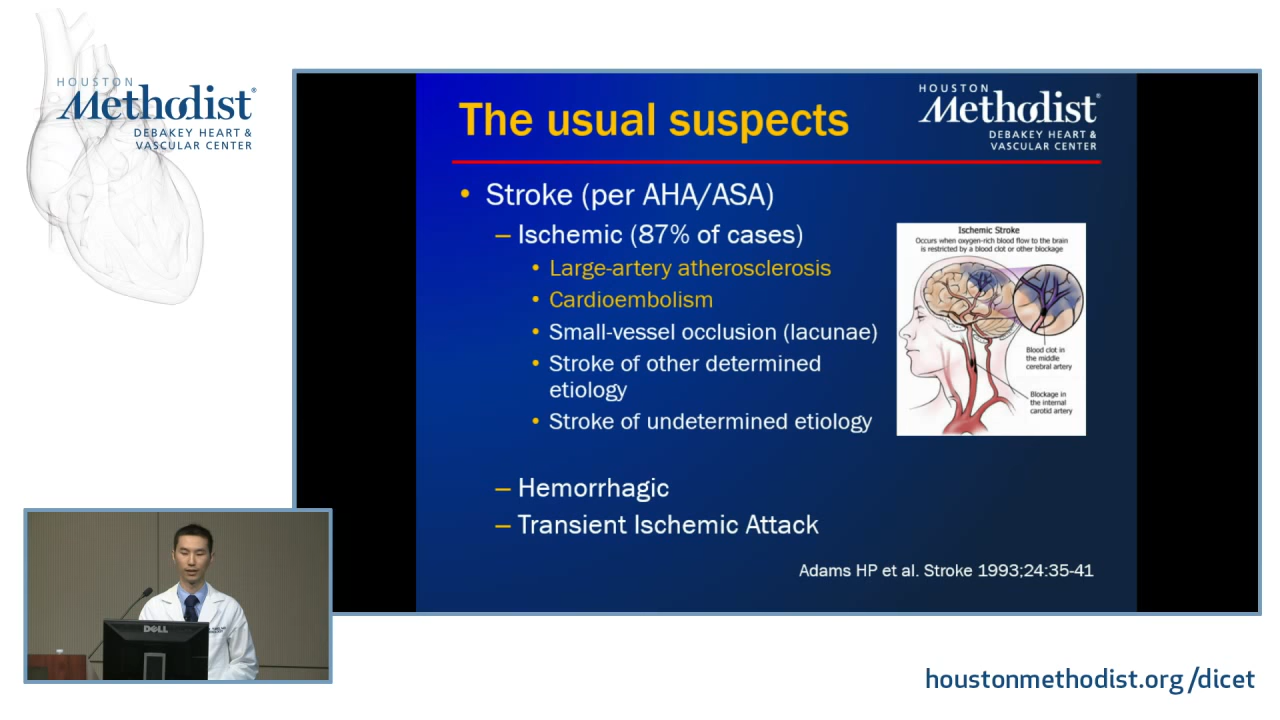 HOUSTON
Methodist®
DEBAKEY HEART &
VASCULAR CENTER
The usual suspects
HOUSTON
Methodist®
DEBAKEY HEART &
VASCULAR CENTER
• Stroke (per AHA/ASA)
– Ischemic (87% of cases)
• Large-artery atherosclerosis
• Cardioembolism
• Small-vessel occlusion (lacunae)
• Stroke of other determined
etiology
• Stroke of undetermined etiology
Ischemic Stroke
Occurs when oxygen-rich blood flow to the brain
is restricted by a blood clot or other blockage
Blood clot in
the middle
cerebral artery
Blockage in
the internal
carotid artery
– Hemorrhagic
– Transient Ischemic Attack
Adams HP et al. Stroke 1993;24:35-41
DELL
houstonmethodist.org/dicet